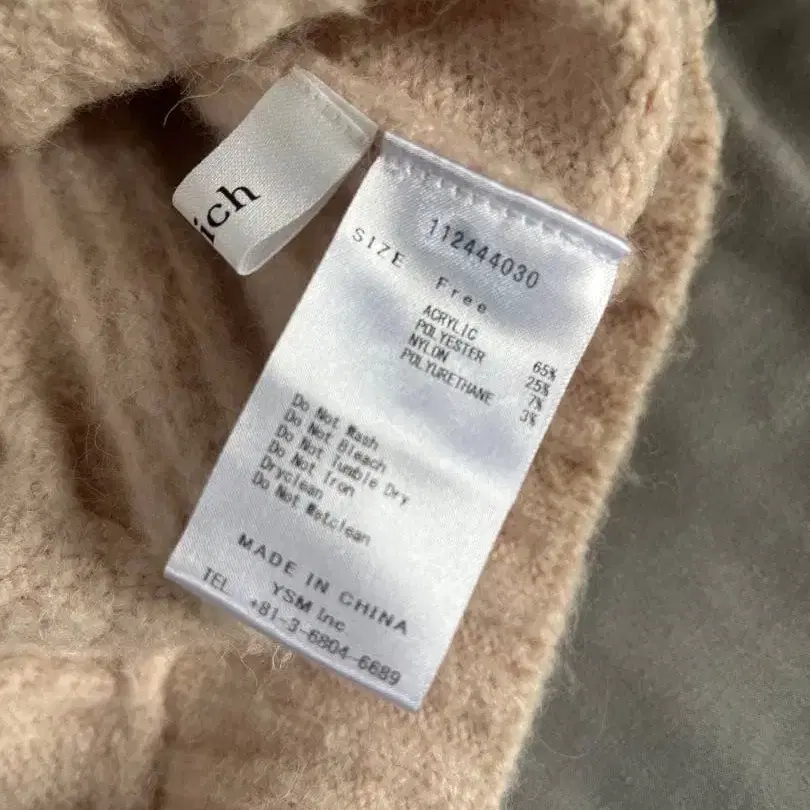 ich
112444030
SIZE Free
ACRYLIC 65%
POLYESTER 25%
NYLON 7%
POLYURETHANE 3%
Do Not Wash
Do Not Bleach
Do Not Tumble Dry
Do Not Iron
Dryclean
Do Not Wetclean
MADE IN CHINA
YSM Inc
TEL +81-3-6804-6689